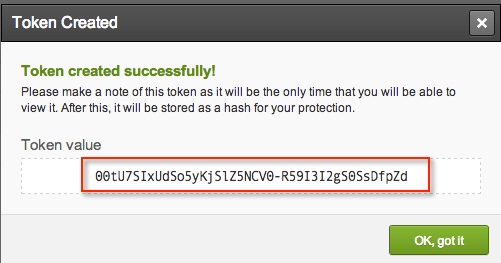 Token Created
Token created successfully!
Please make a note of this token as it will be the only time that you will be able to
view it. After this, it will be stored as a hash for your protection.
Token value
00tU7SIxUdSo5yKjSlZ5NCV0-R59I3I2gS0SsDfpZd
OK, got it